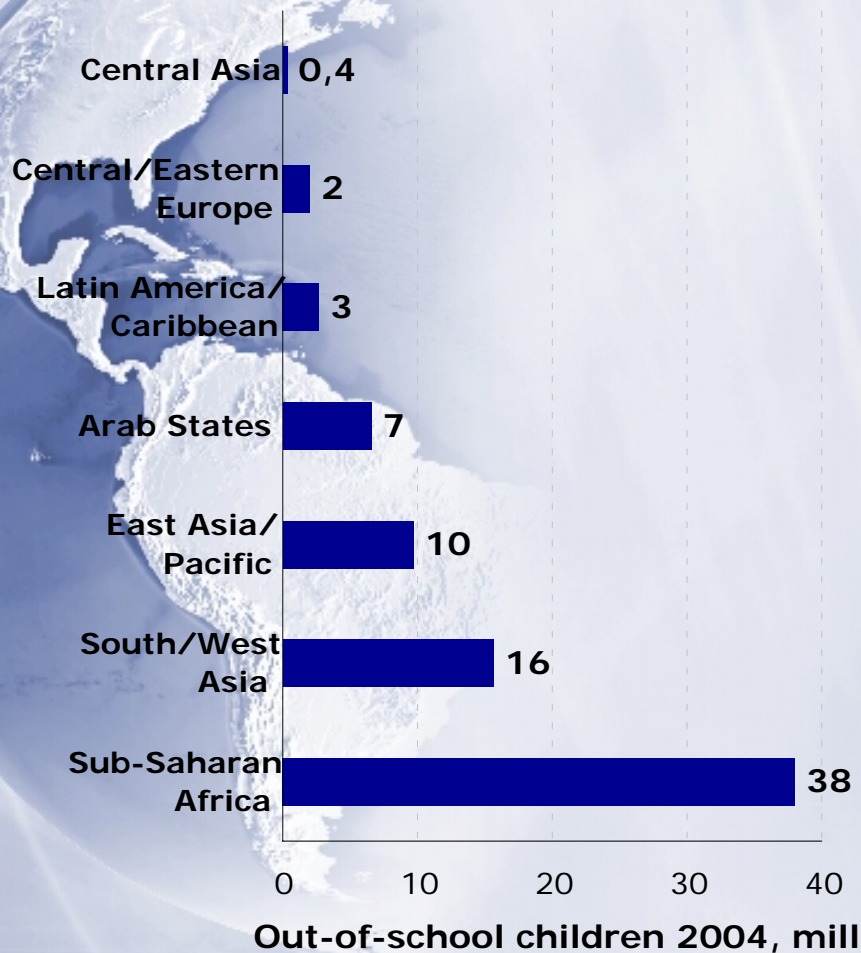 Central Asia 0,4
Central/Eastern
Europe 2
Latin America/
Caribbean 3
Arab States 7
East Asia/
Pacific 10
South/West
Asia 16
Sub-Saharan
Africa 38
0 10 20 30 40
Out-of-school children 2004, mill